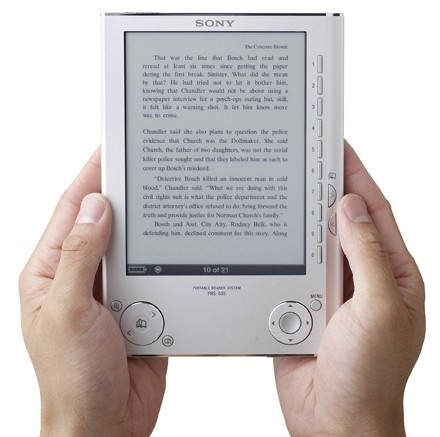 SONY
The Concrete Blonde
That was the line that Bosch had read and
reread at least six times since getting the paper
during the first break. Sinister. What did she mean
by that? He had tried not to let it bother him,
knowing that Chandler would not be above using a
newspaper interview for a psych-ops outing but, still,
it felt like a warning shot. It let him know more
was to come.
Chandler said she also plans to question the police
evidence that Church was the Dollmaker. She said
Church, the father of two daughters, was not the serial
killer police sought and that they labeled him as such to
cover up Bosch's misdeed.
"Detective Bosch killed an innocent man in cold
blood," Chandler said. "What we are doing with this
civil rights suit is what the police department and the
district attorney's office refused to do: bring forward the
truth and provide justice for Norman Church's family."
Bosch and Asst. City Atty. Rodney Belk, who is
defending him, declined comment for this story. Along
10 of 21
1
2
3
4
5
6
7
8
9
0
PORTABLE READER SYSTEM
PRS-505
MENU